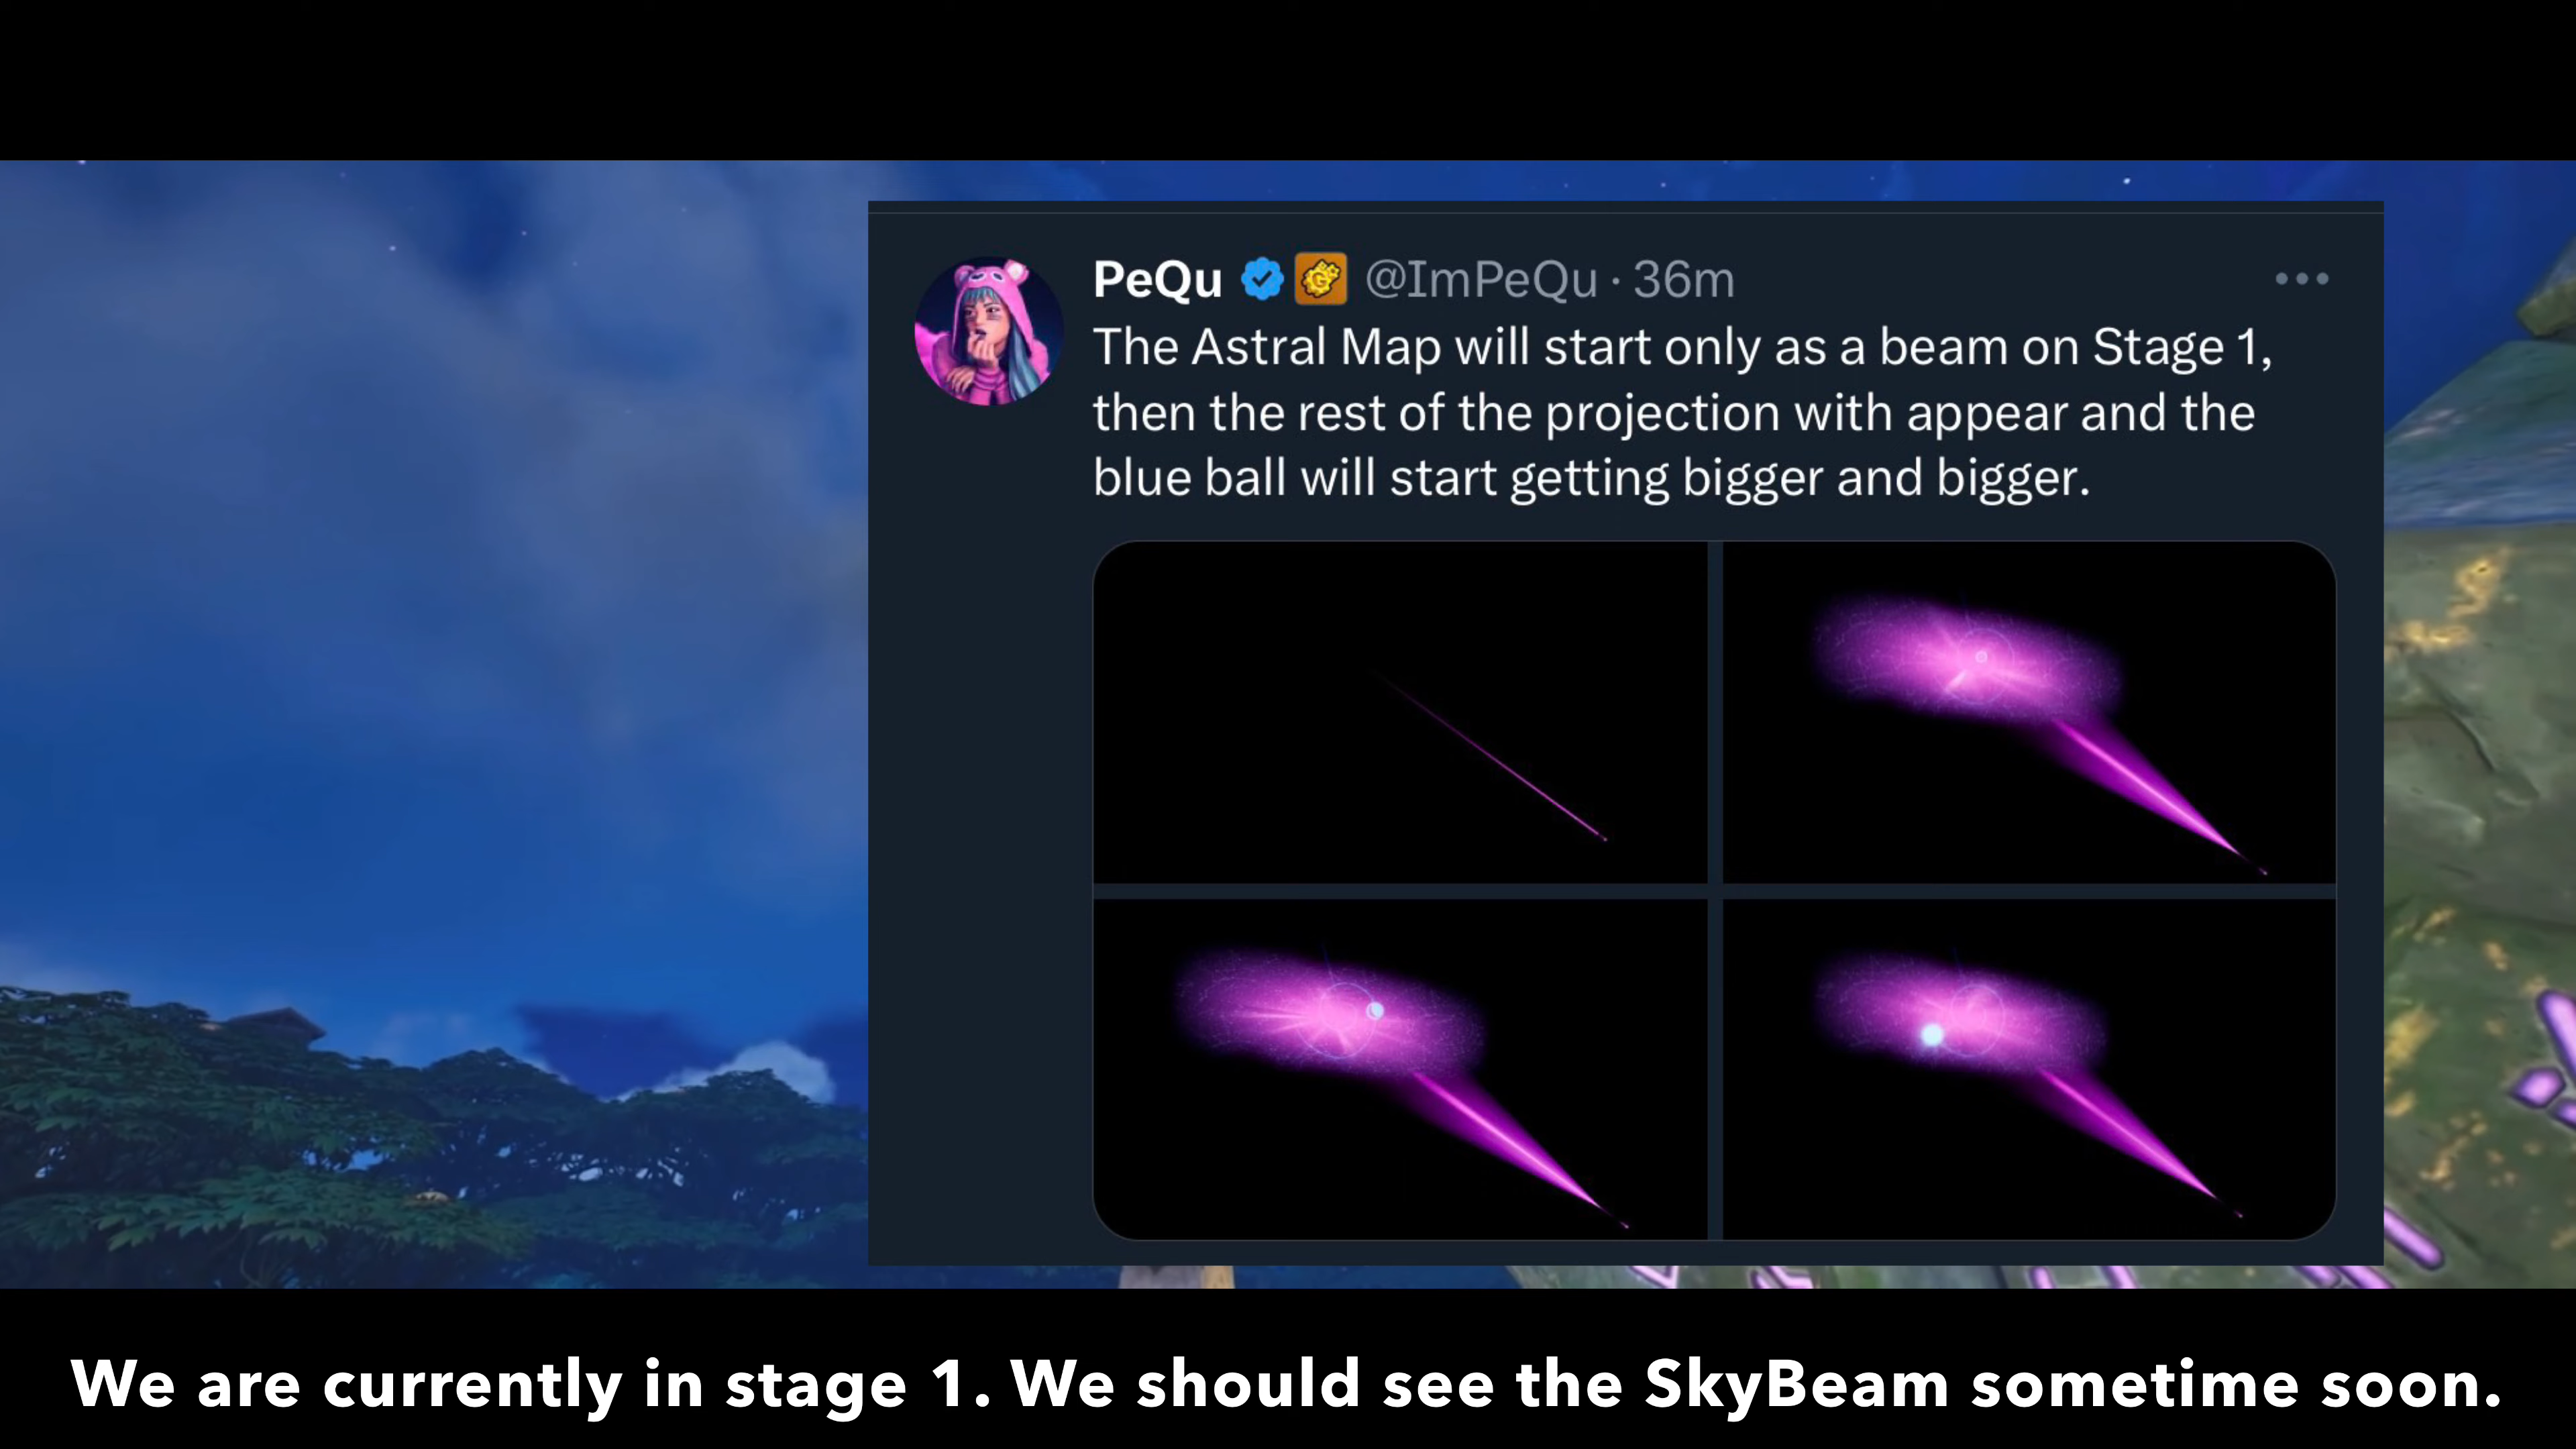 PeQu @ImPeQu · 36m
The Astral Map will start only as a beam on Stage 1,
then the rest of the projection with appear and the
blue ball will start getting bigger and bigger.
We are currently in stage 1. We should see the SkyBeam sometime soon.